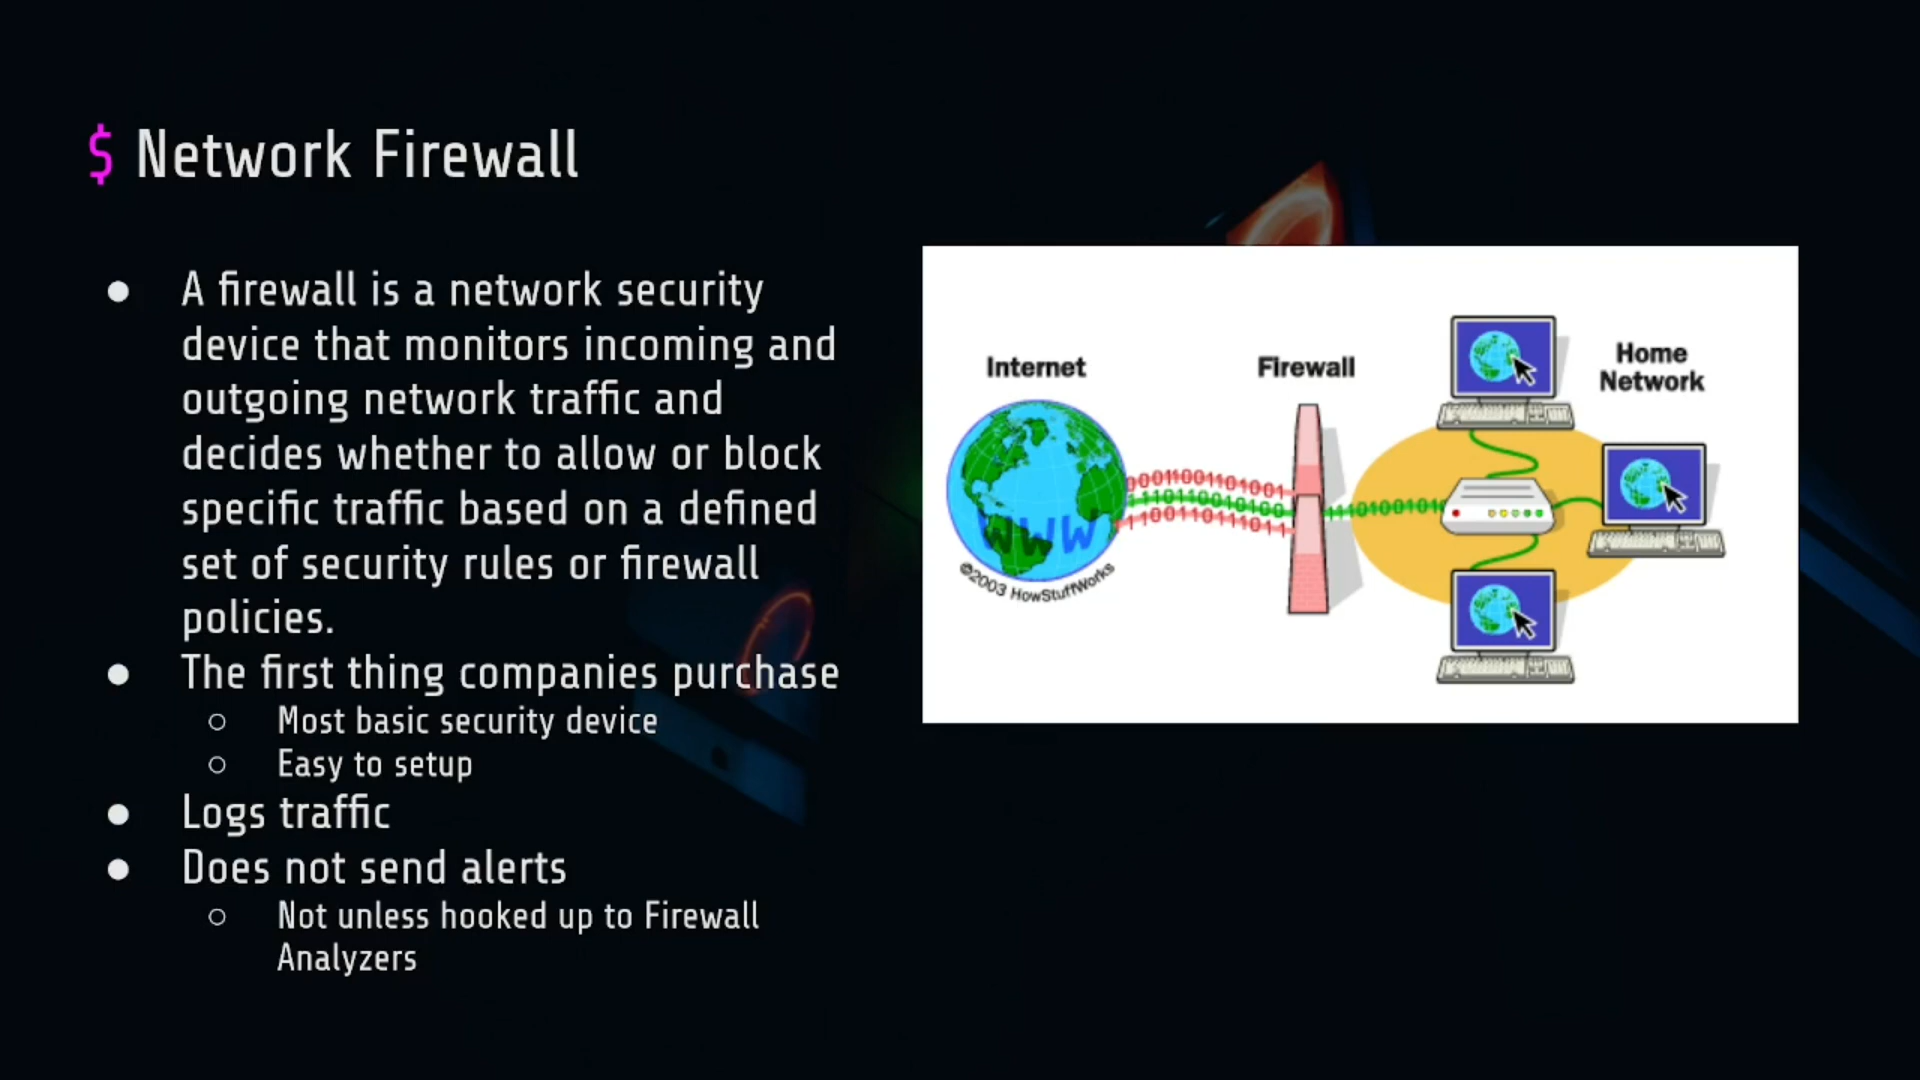 $ Network Firewall
● A firewall is a network security
device that monitors incoming and
outgoing network traffic and
decides whether to allow or block
specific traffic based on a defined
set of security rules or firewall
policies.
● The first thing companies purchase
○ Most basic security device
○ Easy to setup
● Logs traffic
● Does not send alerts
○ Not unless hooked up to Firewall
Analyzers
Internet
Firewall
Home
Network
WWW
©2003 HowStuffWorks